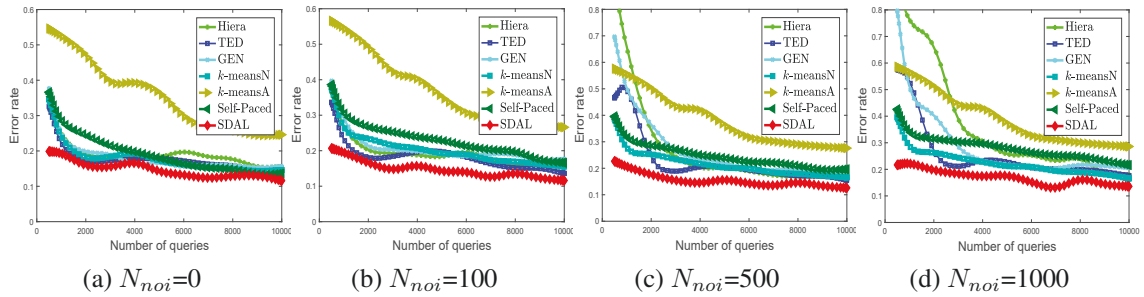 0.6
0.5
0.4
0.3
0.2
0.1
0
Error rate
0 2000 4000 6000 8000 10000
Number of queries
Hiera
TED
GEN
k-meansN
k-meansA
Self-Paced
SDAL
(a) N_noi=0
0.6
0.5
0.4
0.3
0.2
0.1
0
Error rate
0 2000 4000 6000 8000 10000
Number of queries
Hiera
TED
GEN
k-meansN
k-meansA
Self-Paced
SDAL
(b) N_noi=100
0.8
0.7
0.6
0.5
0.4
0.3
0.2
0.1
0
Error rate
0 2000 4000 6000 8000 10000
Number of queries
Hiera
TED
GEN
k-meansN
k-meansA
Self-Paced
SDAL
(c) N_noi=500
0.8
0.7
0.6
0.5
0.4
0.3
0.2
0.1
0
Error rate
0 2000 4000 6000 8000 10000
Number of queries
Hiera
TED
GEN
k-meansN
k-meansA
Self-Paced
SDAL
(d) N_noi=1000